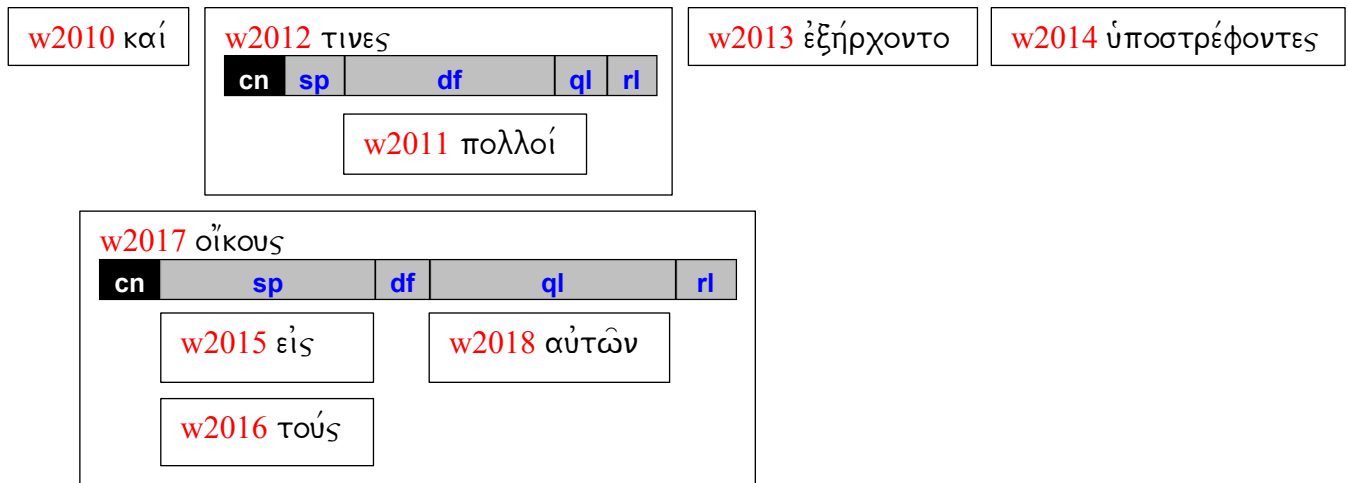 w2010 καί
w2012 τινες
w2013 ἐξήρχοντο
w2014 ὑποστρέφοντες
cn sp df ql rl
w2011 πολλοί
w2017 οἴκους
cn sp df ql rl
w2015 εἰς
w2018 αὐτῶν
w2016 τούς